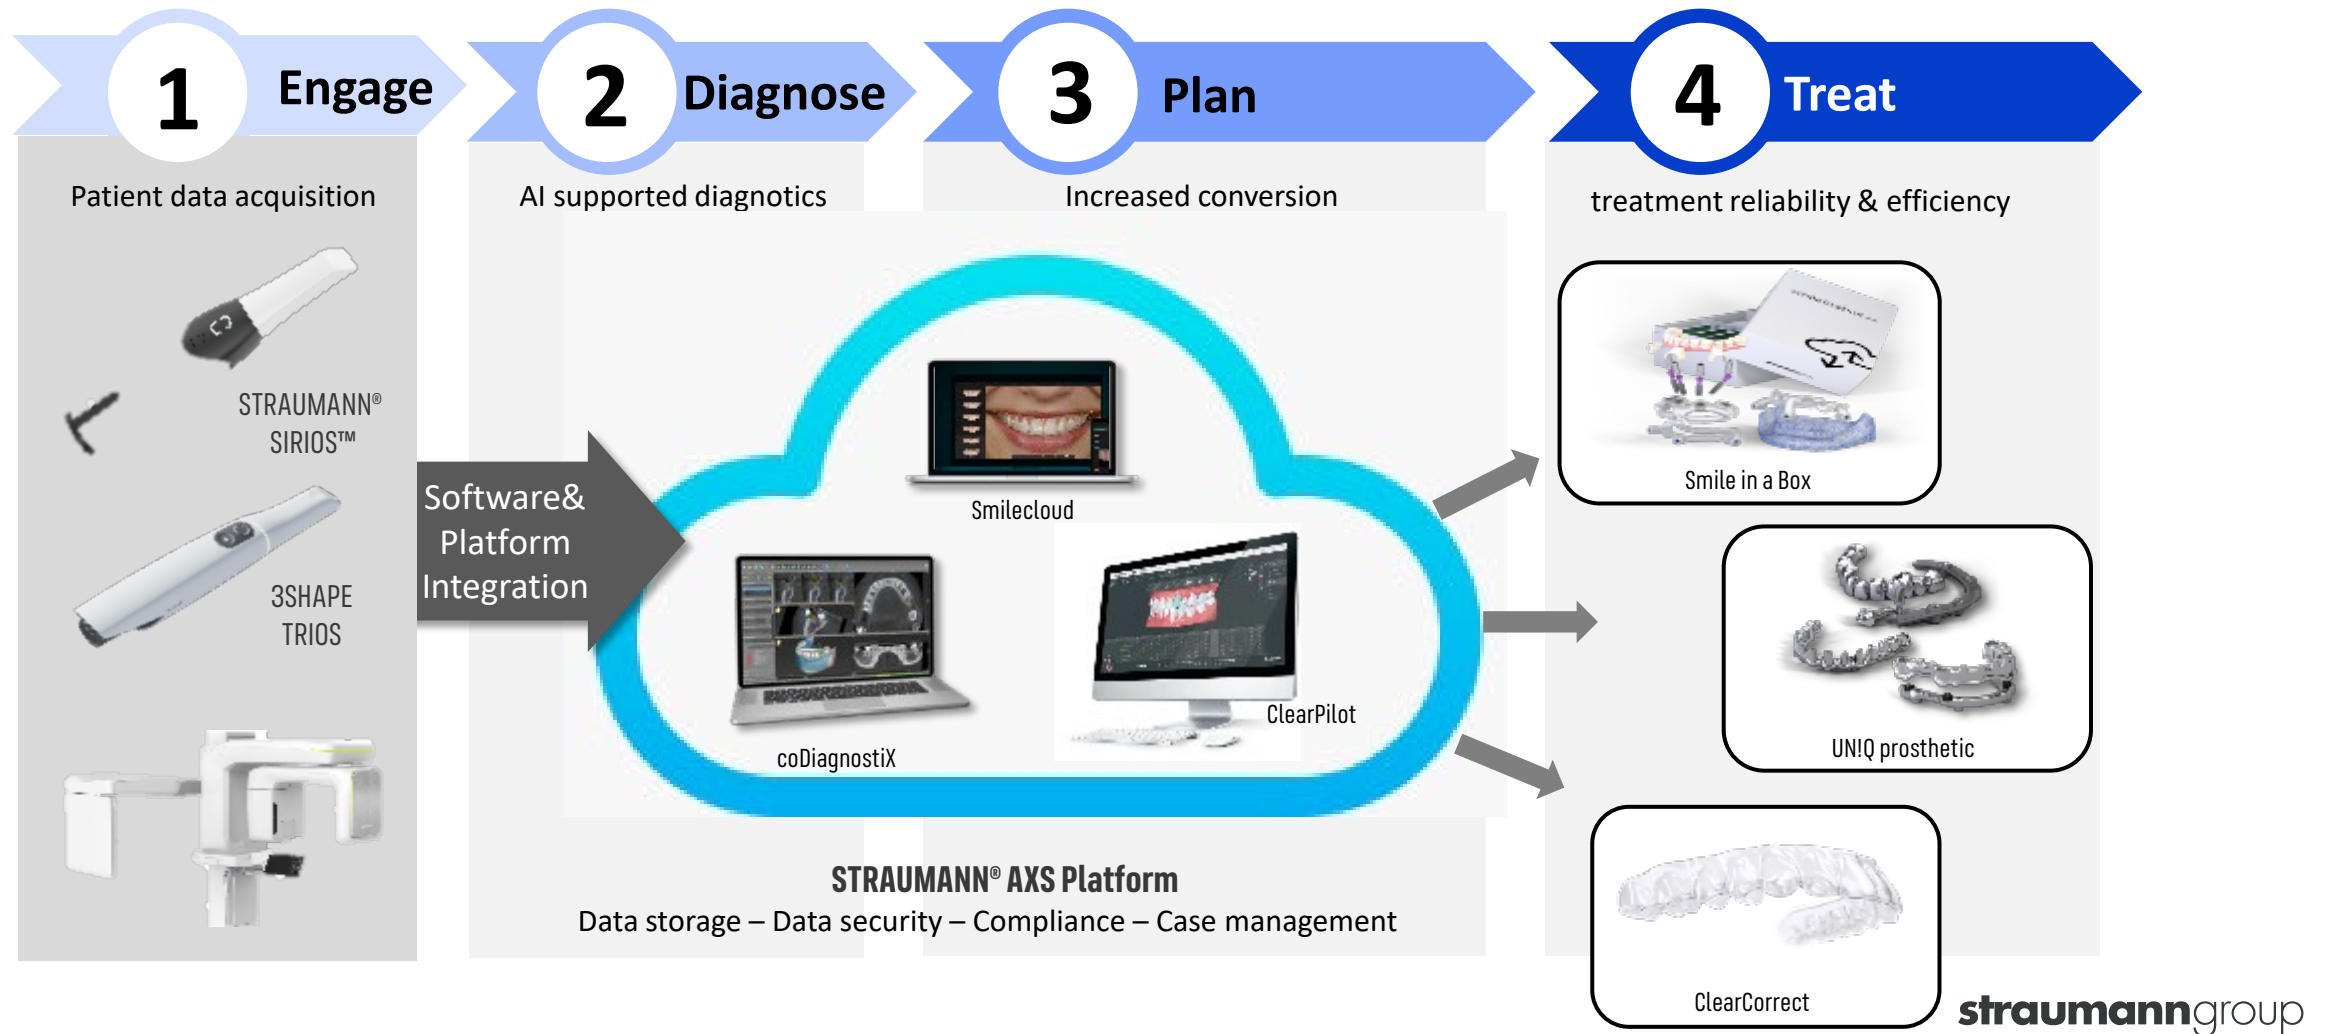 1 Engage
2 Diagnose
3 Plan
4 Treat
Patient data acquisition
AI supported diagnotics
Increased conversion
treatment reliability & efficiency
STRAUMANN®
SIRIOS™
3SHAPE
TRIOS
Software&
Platform
Integration
Smilecloud
coDiagnostiX
ClearPilot
STRAUMANN® AXS Platform
Data storage – Data security – Compliance – Case management
Smile in a Box
UN!Q prosthetic
ClearCorrect
straumanngroup